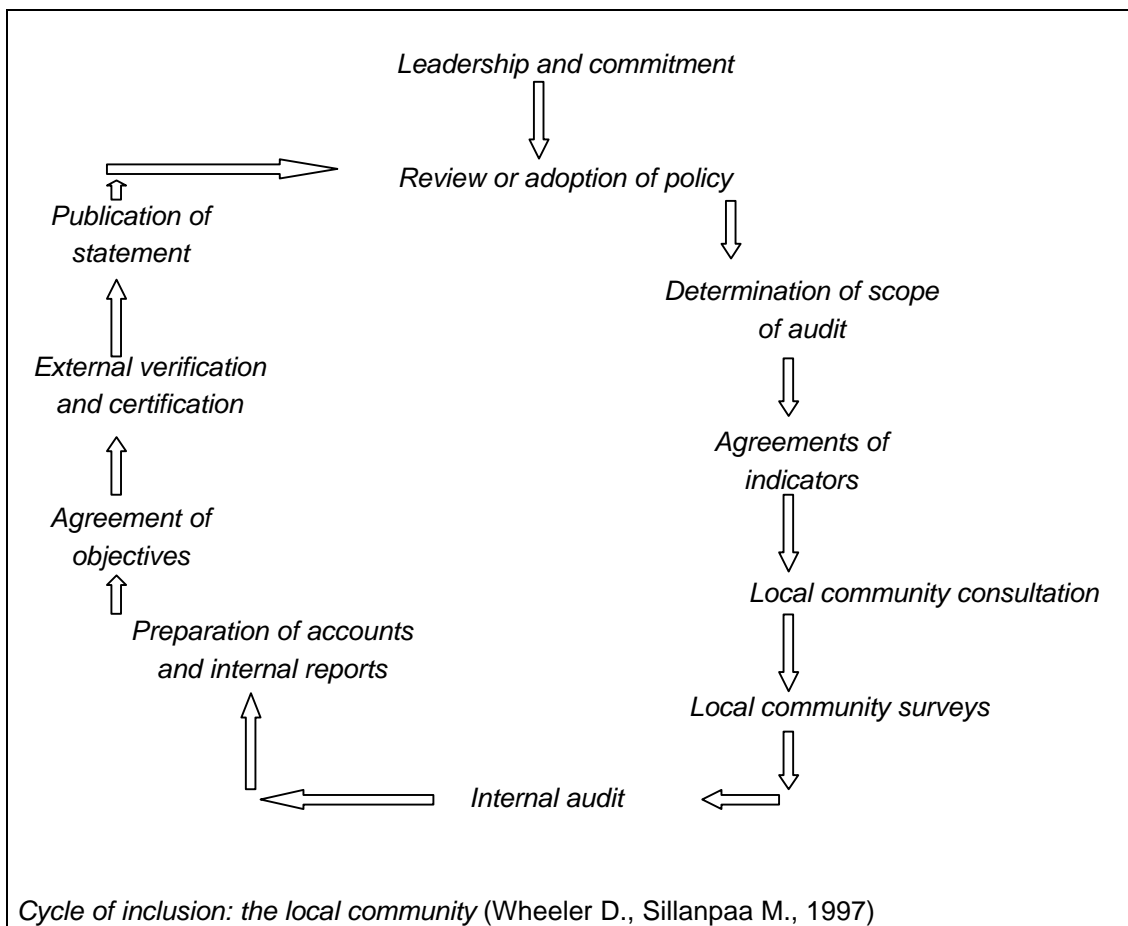 Leadership and commitment
Review or adoption of policy
Determination of scope
of audit
Agreements of
indicators
Local community consultation
Local community surveys
Internal audit
Preparation of accounts
and internal reports
Agreement of
objectives
External verification
and certification
Publication of
statement
Cycle of inclusion: the local community (Wheeler D., Sillanpaa M., 1997)